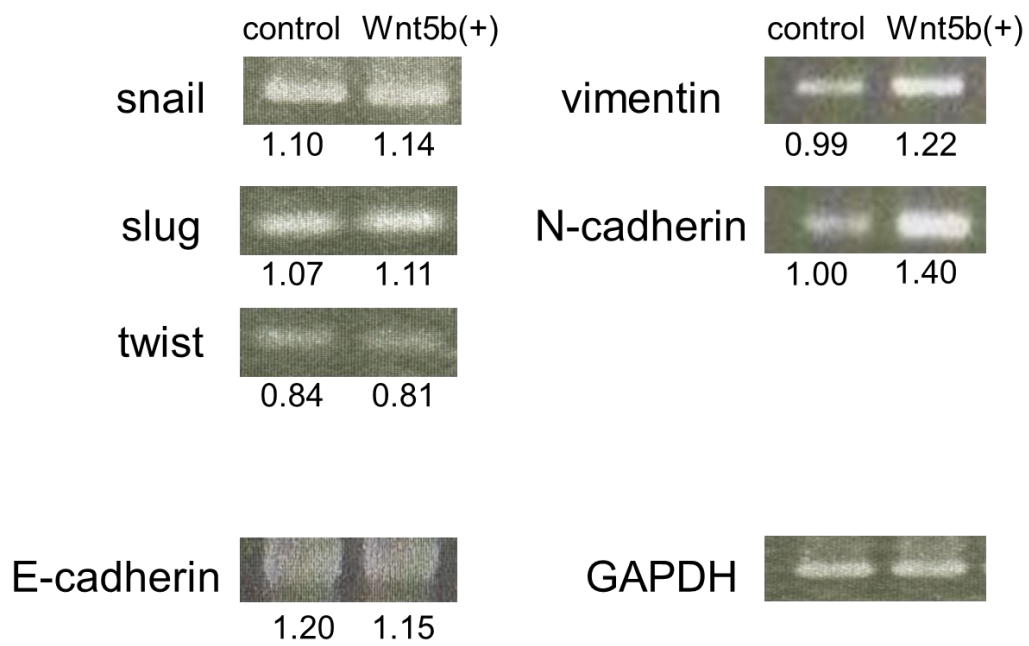 control Wnt5b(+)
snail
1.10 1.14
slug
1.07 1.11
twist
0.84 0.81
E-cadherin
1.20 1.15
control Wnt5b(+)
vimentin
0.99 1.22
N-cadherin
1.00 1.40
GAPDH